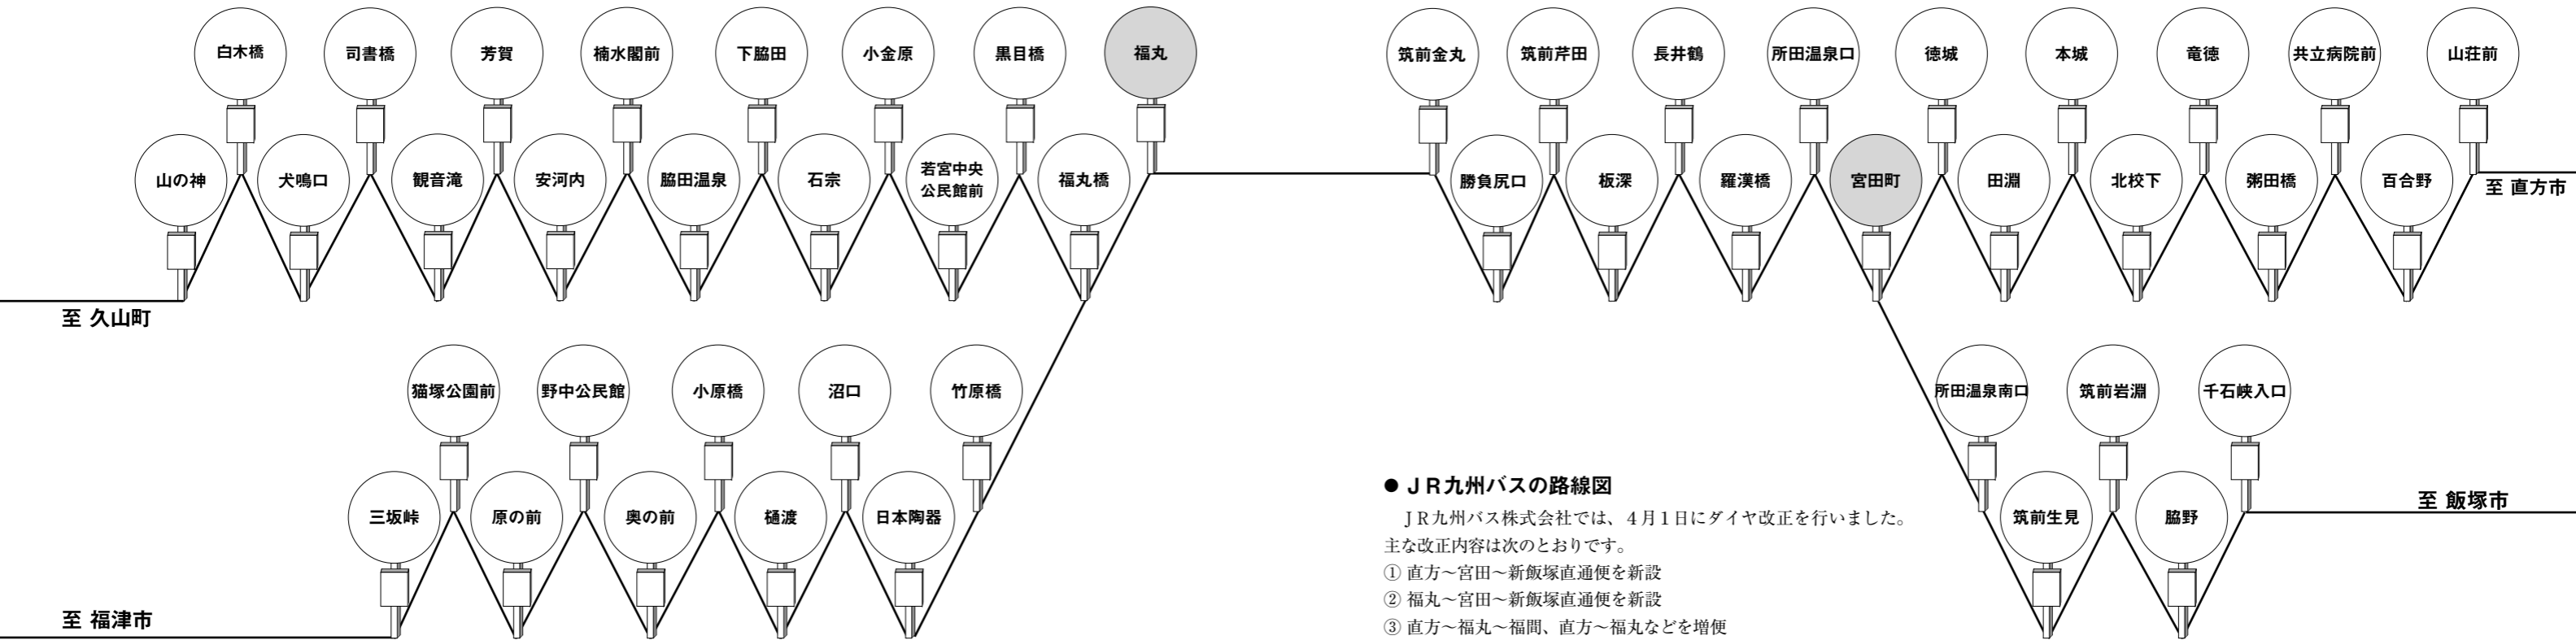 白木橋
司書橋
芳賀
楠水閣前
下脇田
小金原
黒目橋
福丸
筑前金丸
筑前芹田
長井鶴
所田温泉口
徳城
本城
竜徳
共立病院前
山荘前
山の神
犬鳴口
観音滝
安河内
脇田温泉
石宗
若宮中央
公民館前
福丸橋
勝負尻口
板深
羅漢橋
宮田町
田淵
北校下
粥田橋
百合野
至 直方市
至 久山町
猫塚公園前
野中公民館
小原橋
沼口
竹原橋
所田温泉南口
筑前岩淵
千石峡入口
三坂峠
原の前
奥の前
樋渡
日本陶器
筑前生見
脇野
至 飯塚市
至 福津市
● ＪＲ九州バスの路線図
ＪＲ九州バス株式会社では、４月１日にダイヤ改正を行いました。
主な改正内容は次のとおりです。
① 直方〜宮田〜新飯塚直通便を新設
② 福丸〜宮田〜新飯塚直通便を新設
③ 直方〜福丸〜福間、直方〜福丸などを増便